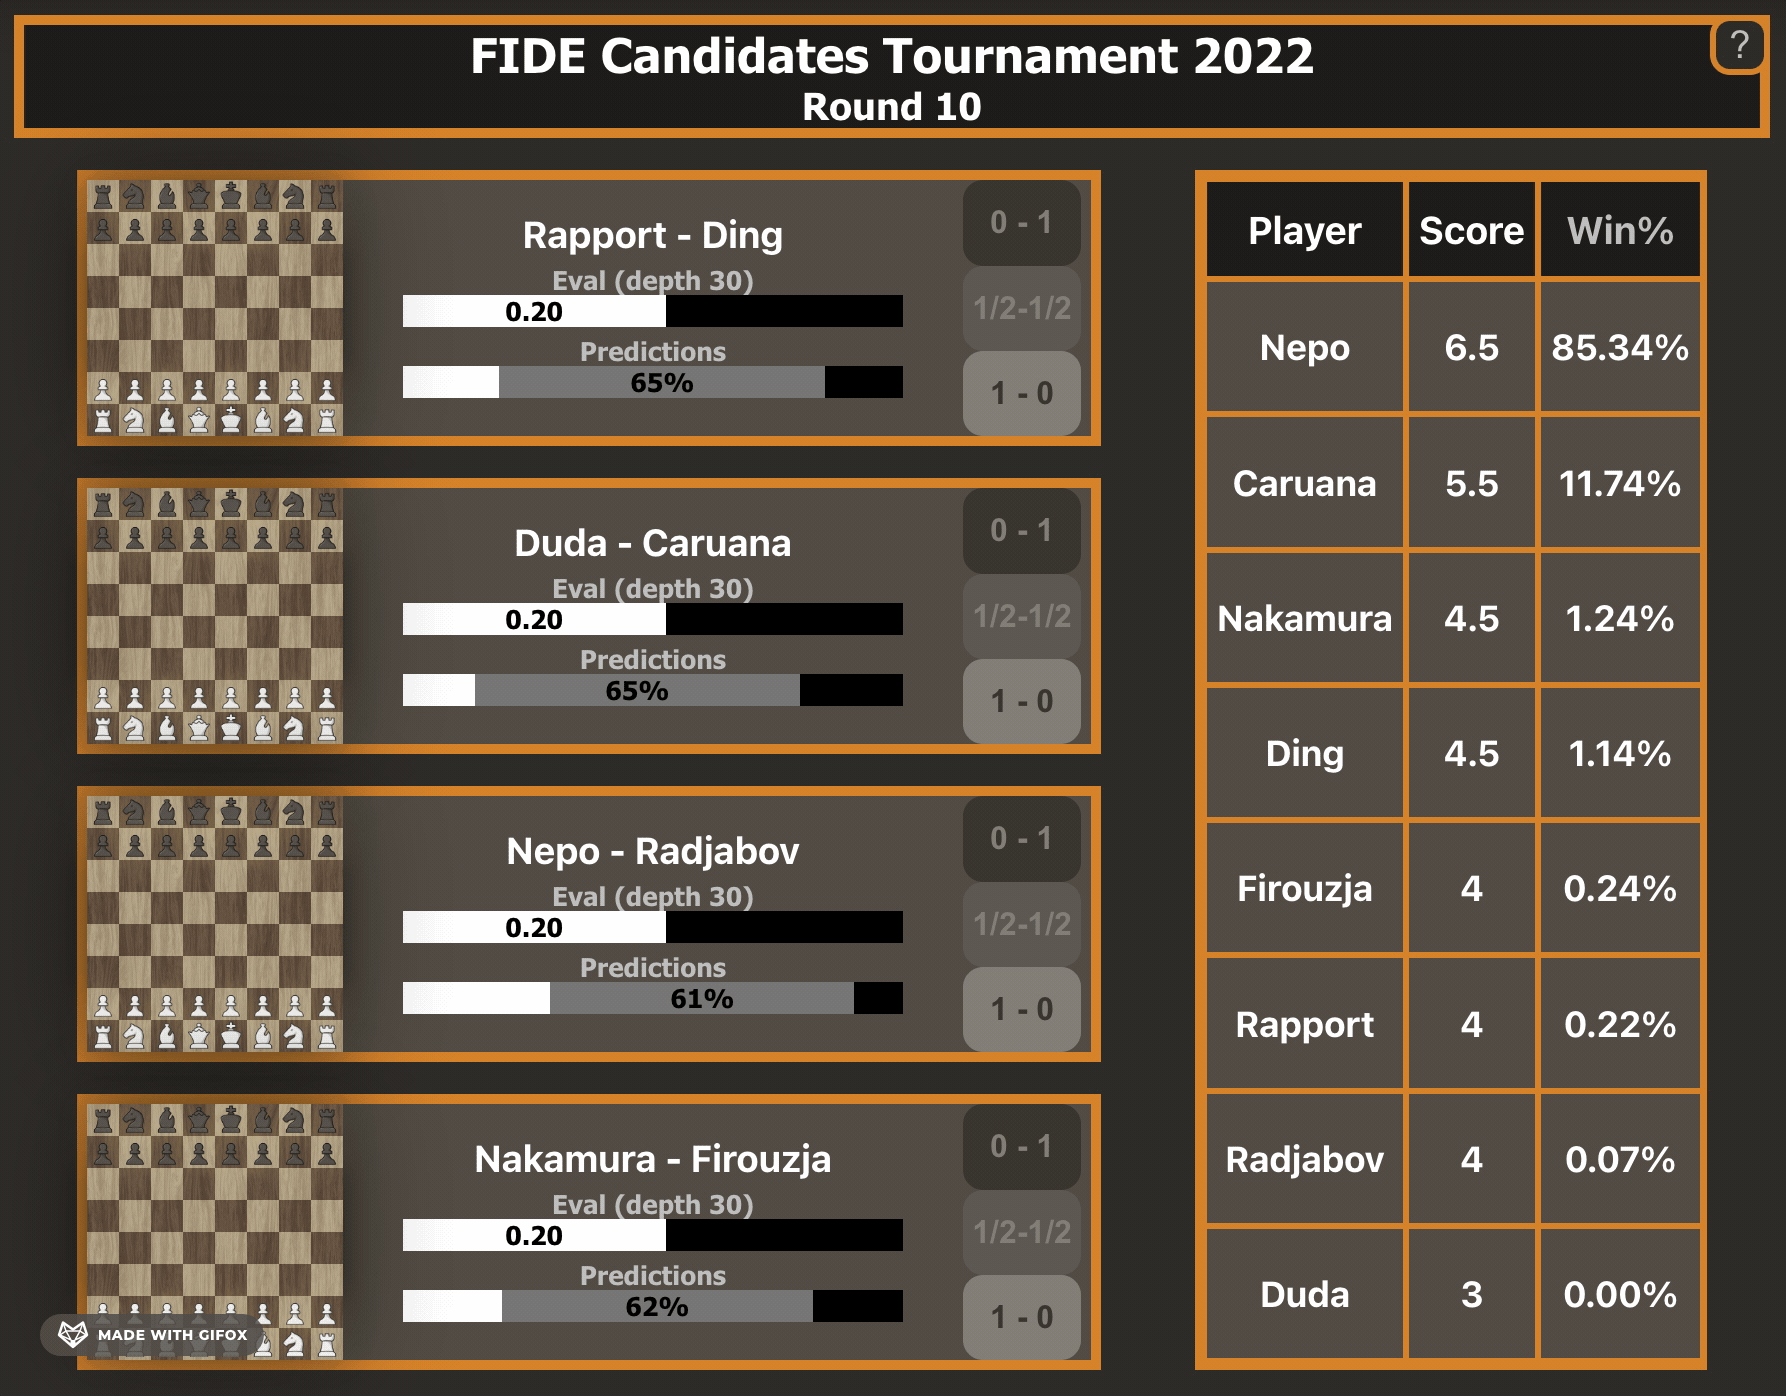 FIDE Candidates Tournament 2022
Round 10
?
Rapport - Ding
Eval (depth 30)
0.20
Predictions
65%
0 - 1
1/2-1/2
1 - 0
Duda - Caruana
Eval (depth 30)
0.20
Predictions
65%
0 - 1
1/2-1/2
1 - 0
Nepo - Radjabov
Eval (depth 30)
0.20
Predictions
61%
0 - 1
1/2-1/2
1 - 0
Nakamura - Firouzja
Eval (depth 30)
0.20
Predictions
62%
0 - 1
1/2-1/2
1 - 0
MADE WITH GIFOX
Player Score Win%
Nepo 6.5 85.34%
Caruana 5.5 11.74%
Nakamura 4.5 1.24%
Ding 4.5 1.14%
Firouzja 4 0.24%
Rapport 4 0.22%
Radjabov 4 0.07%
Duda 3 0.00%